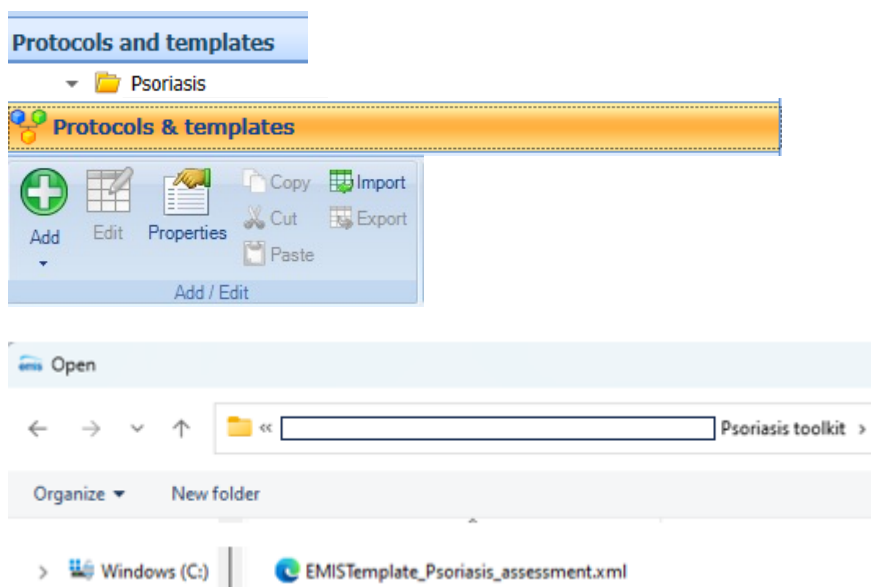 Protocols and templates
Psoriasis
Protocols & templates
Add
Edit
Properties
Copy
Cut
Paste
Import
Export
Add / Edit
emis Open
« Psoriasis toolkit >
Organize
New folder
> Windows (C:)
EMISTemplate_Psoriasis_assessment.xml